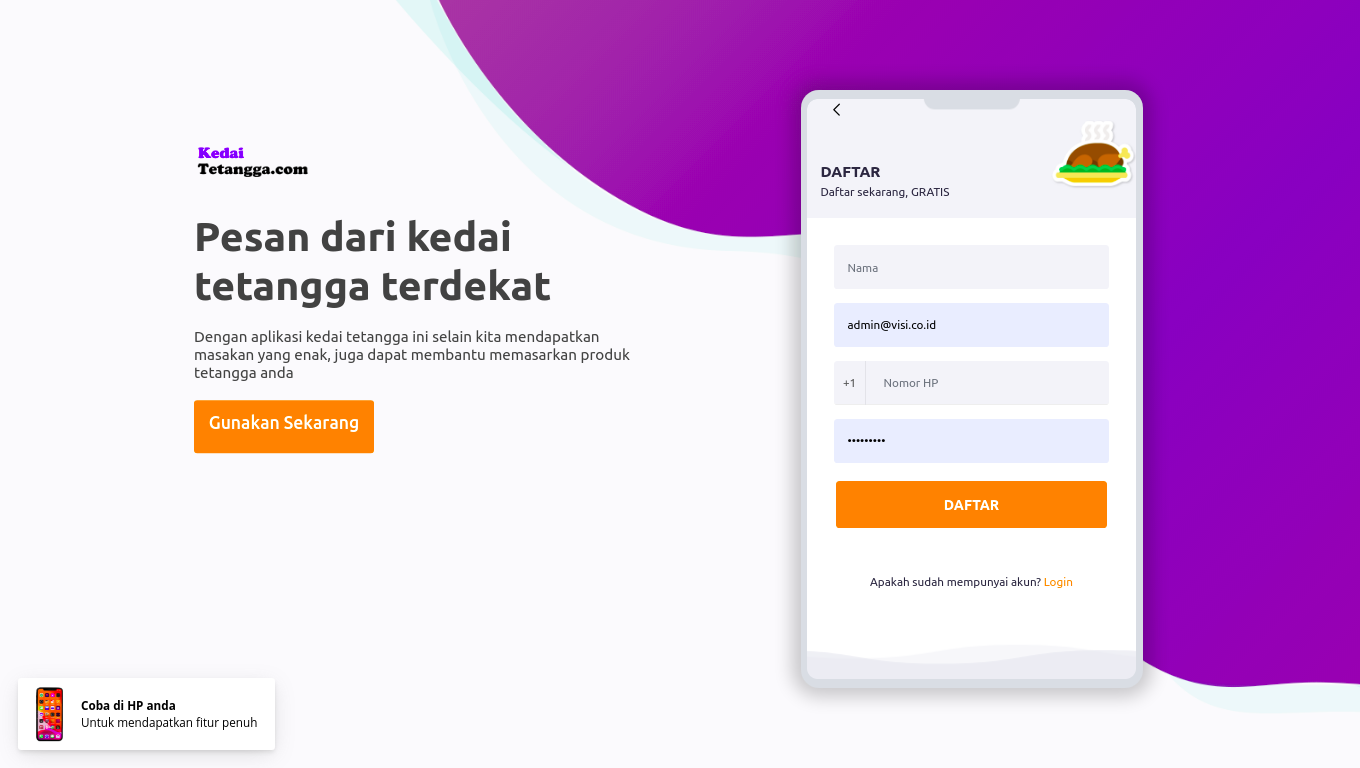 Kedai
Tetangga.com
Pesan dari kedai
tetangga terdekat
Dengan aplikasi kedai tetangga ini selain kita mendapatkan
masakan yang enak, juga dapat membantu memasarkan produk
tetangga anda
Gunakan Sekarang
DAFTAR
Daftar sekarang, GRATIS
Nama
admin@visi.co.id
+1 Nomor HP
•••••••••
DAFTAR
Apakah sudah mempunyai akun? Login
Coba di HP anda
Untuk mendapatkan fitur penuh